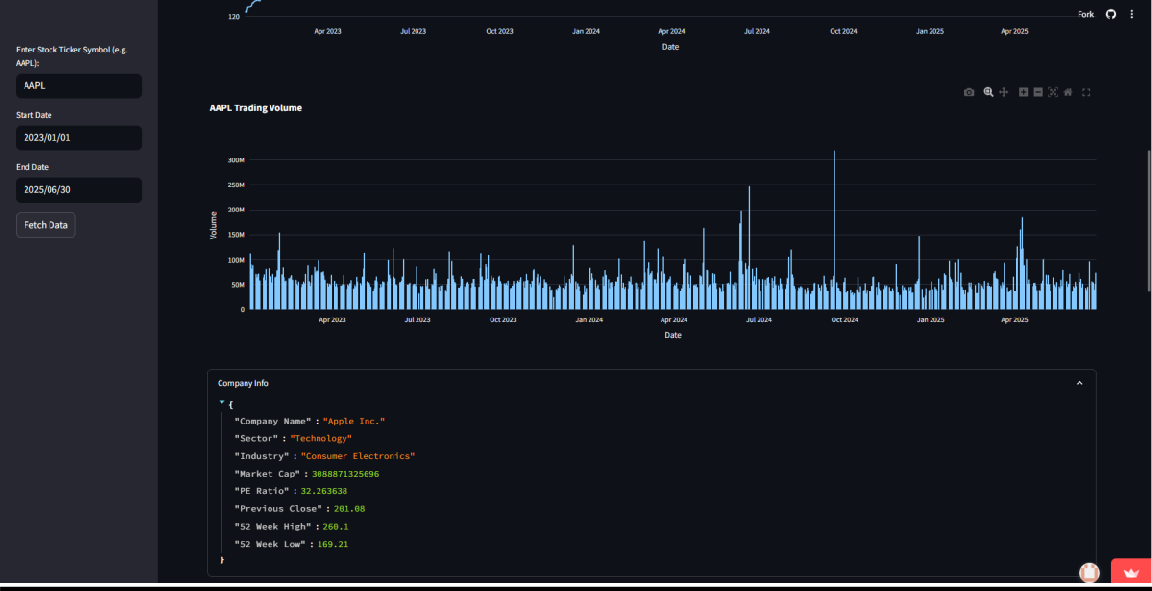 120
Fork
Apr 2023 Jul 2023 Oct 2023 Jan 2024 Apr 2024 Jul 2024 Oct 2024 Jan 2025 Apr 2025
Date
Enter Stock Ticker Symbol (e.g.
AAPL):
AAPL
Start Date
2023/01/01
End Date
2025/06/30
Fetch Data
AAPL Trading Volume
300M
250M
200M
150M
100M
50M
0
Volume
Apr 2023 Jul 2023 Oct 2023 Jan 2024 Apr 2024 Jul 2024 Oct 2024 Jan 2025 Apr 2025
Date
Company Info
{
"Company Name" : "Apple Inc."
"Sector" : "Technology"
"Industry" : "Consumer Electronics"
"Market Cap" : 3088871325696
"PE Ratio" : 32.263638
"Previous Close" : 201.08
"52 Week High" : 260.1
"52 Week Low" : 169.21
}